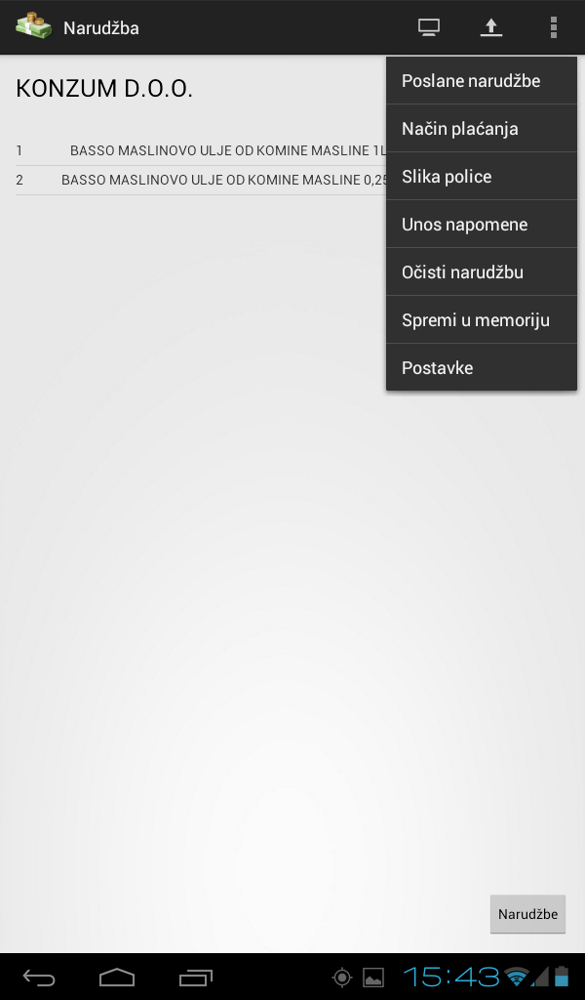 Narudžba
KONZUM D.O.O.
1 BASSO MASLINOVO ULJE OD KOMINE MASLINE 1L
2 BASSO MASLINOVO ULJE OD KOMINE MASLINE 0,25
Poslane narudžbe
Način plaćanja
Slika police
Unos napomene
Očisti narudžbu
Spremi u memoriju
Postavke
Narudžbe
15:43